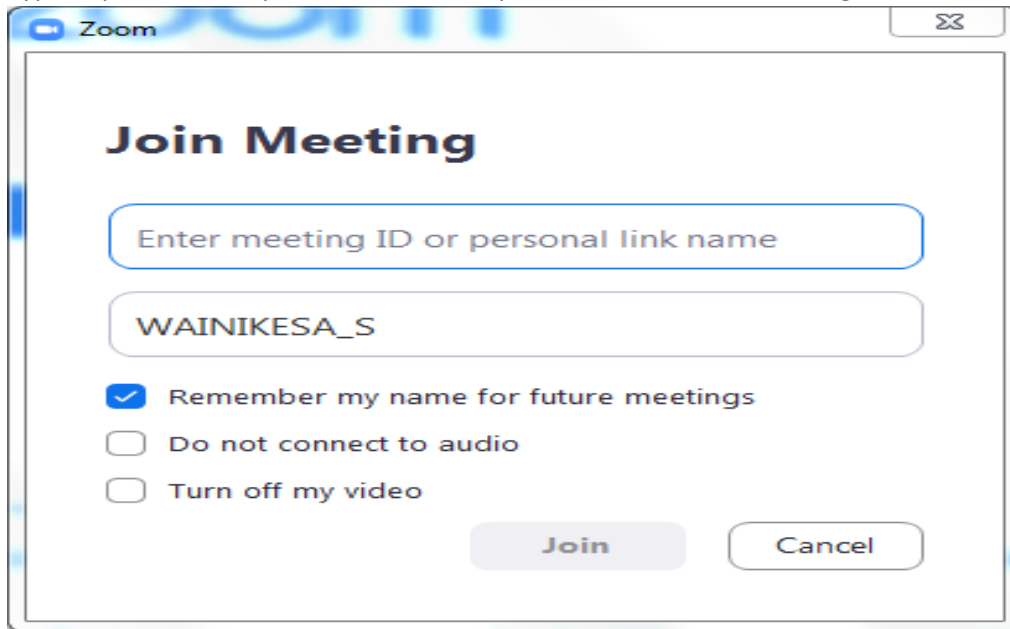 Zoom
Join Meeting
Enter meeting ID or personal link name
WAINIKESA_S
Remember my name for future meetings
Do not connect to audio
Turn off my video
Join Cancel